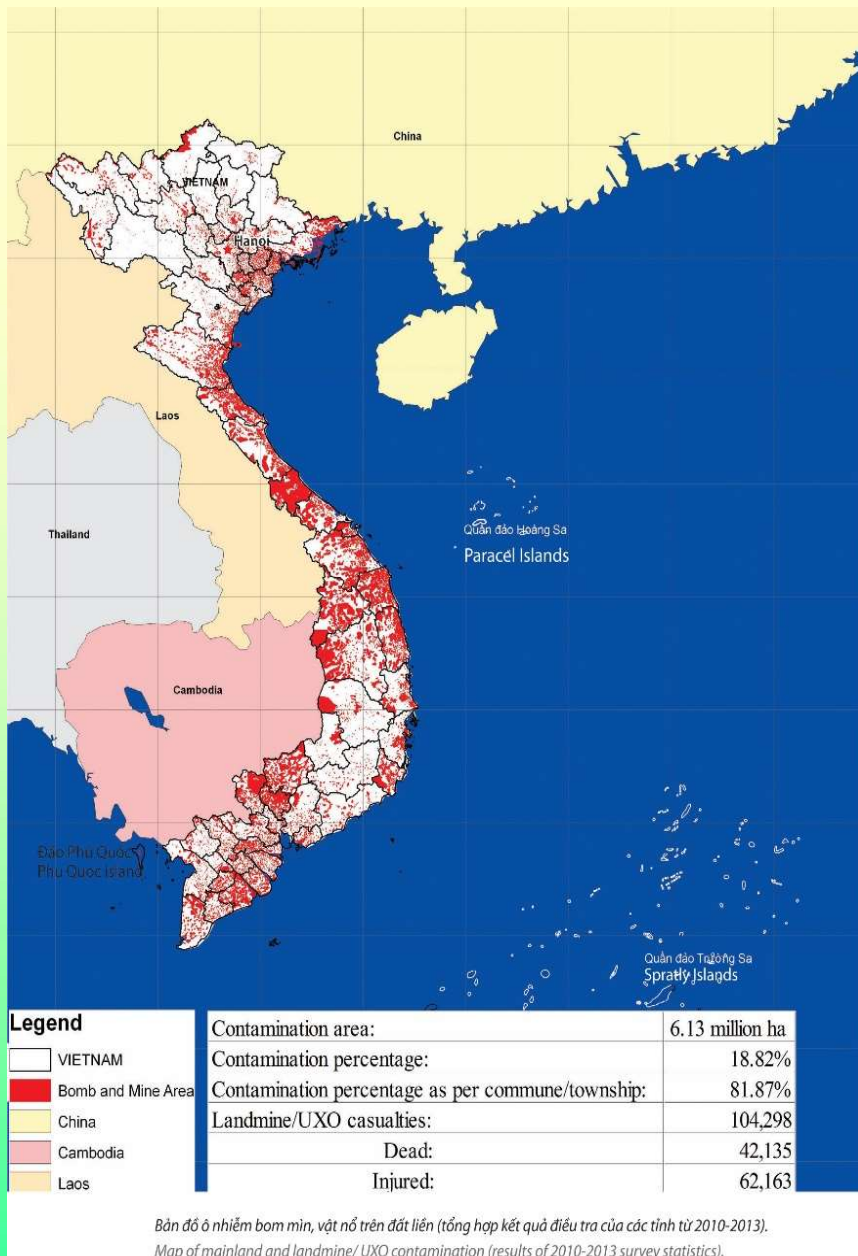 China
VIETNAM
Hanoi
Laos
Thailand
Quần đảo Hoàng Sa
Paracel Islands
Cambodia
Đảo Phú Quốc
Phu Quoc island
Quần đảo Trường Sa
Spratly Islands
Legend
VIETNAM
Bomb and Mine Area
China
Cambodia
Laos
Contamination area: 6.13 million ha
Contamination percentage: 18.82%
Contamination percentage as per commune/township: 81.87%
Landmine/UXO casualties: 104,298
Dead: 42,135
Injured: 62,163
Bản đồ ô nhiễm bom mìn, vật nổ trên đất liền (tổng hợp kết quả điều tra của các tỉnh từ 2010-2013).
Map of mainland and landmine/ UXO contamination (results of 2010-2013 survey statistics).